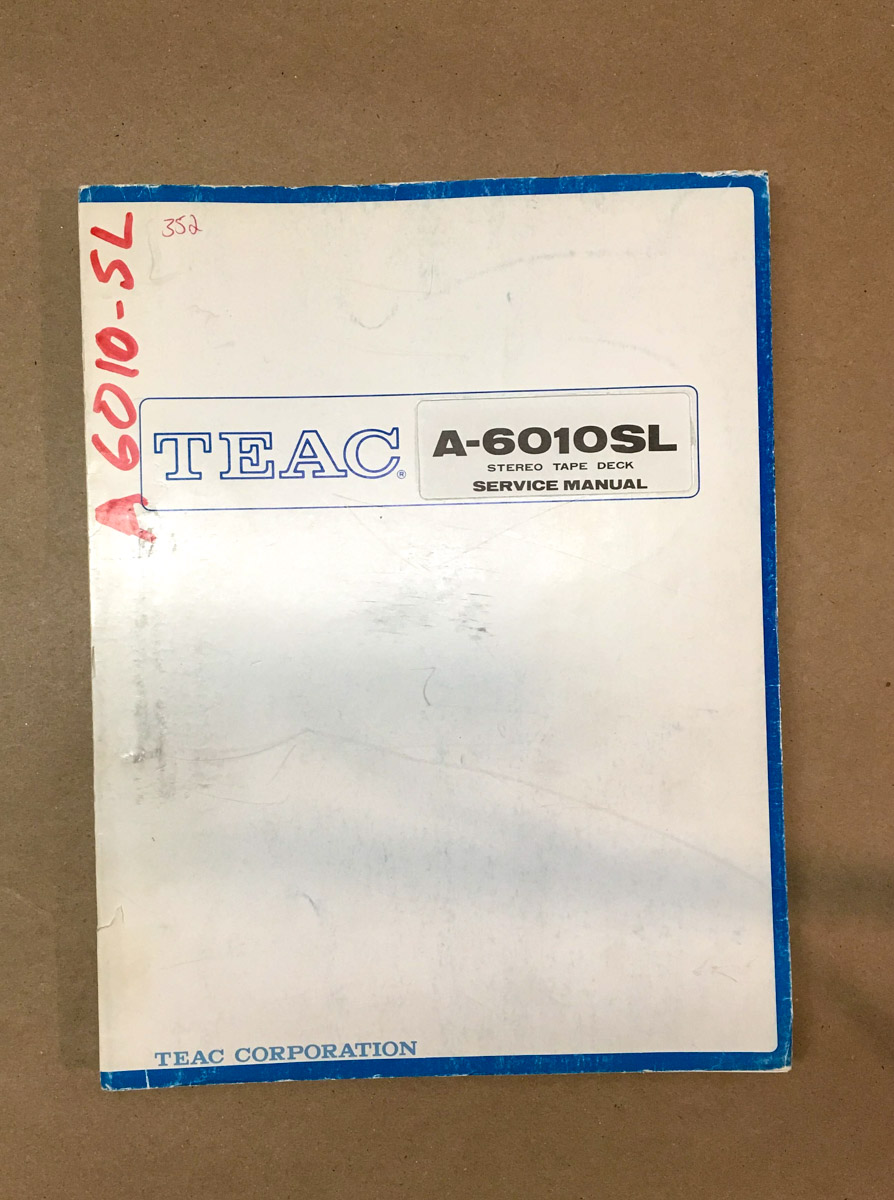 352
A 6010-SL
TEAC®
A-6010SL
STEREO TAPE DECK
SERVICE MANUAL
TEAC CORPORATION